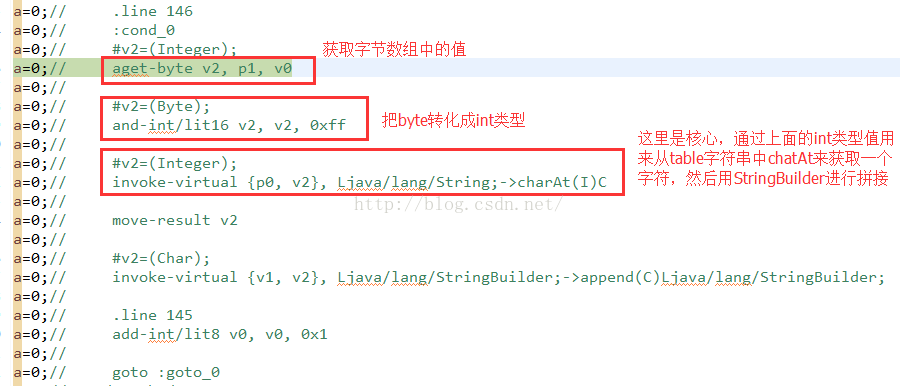 a=0;// .line 146
a=0;// :cond_0
a=0;// #v2=(Integer);
获取字节数组中的值
a=0;// aget-byte v2, p1, v0
a=0;//
a=0;// #v2=(Byte);
a=0;// and-int/lit16 v2, v2, 0xff
把byte转化成int类型
a=0;//
a=0;// #v2=(Integer);
a=0;// invoke-virtual {p0, v2}, Ljava/lang/String;->charAt(I)C
这里是核心，通过上面的int类型值用
来从table字符串中chatAt来获取一个
字符，然后用StringBuilder进行拼接
http://blog.csdn.net/
a=0;//
a=0;// move-result v2
a=0;//
a=0;// #v2=(Char);
a=0;// invoke-virtual {v1, v2}, Ljava/lang/StringBuilder;->append(C)Ljava/lang/StringBuilder;
a=0;//
a=0;// .line 145
a=0;// add-int/lit8 v0, v0, 0x1
a=0;//
a=0;// goto :goto_0